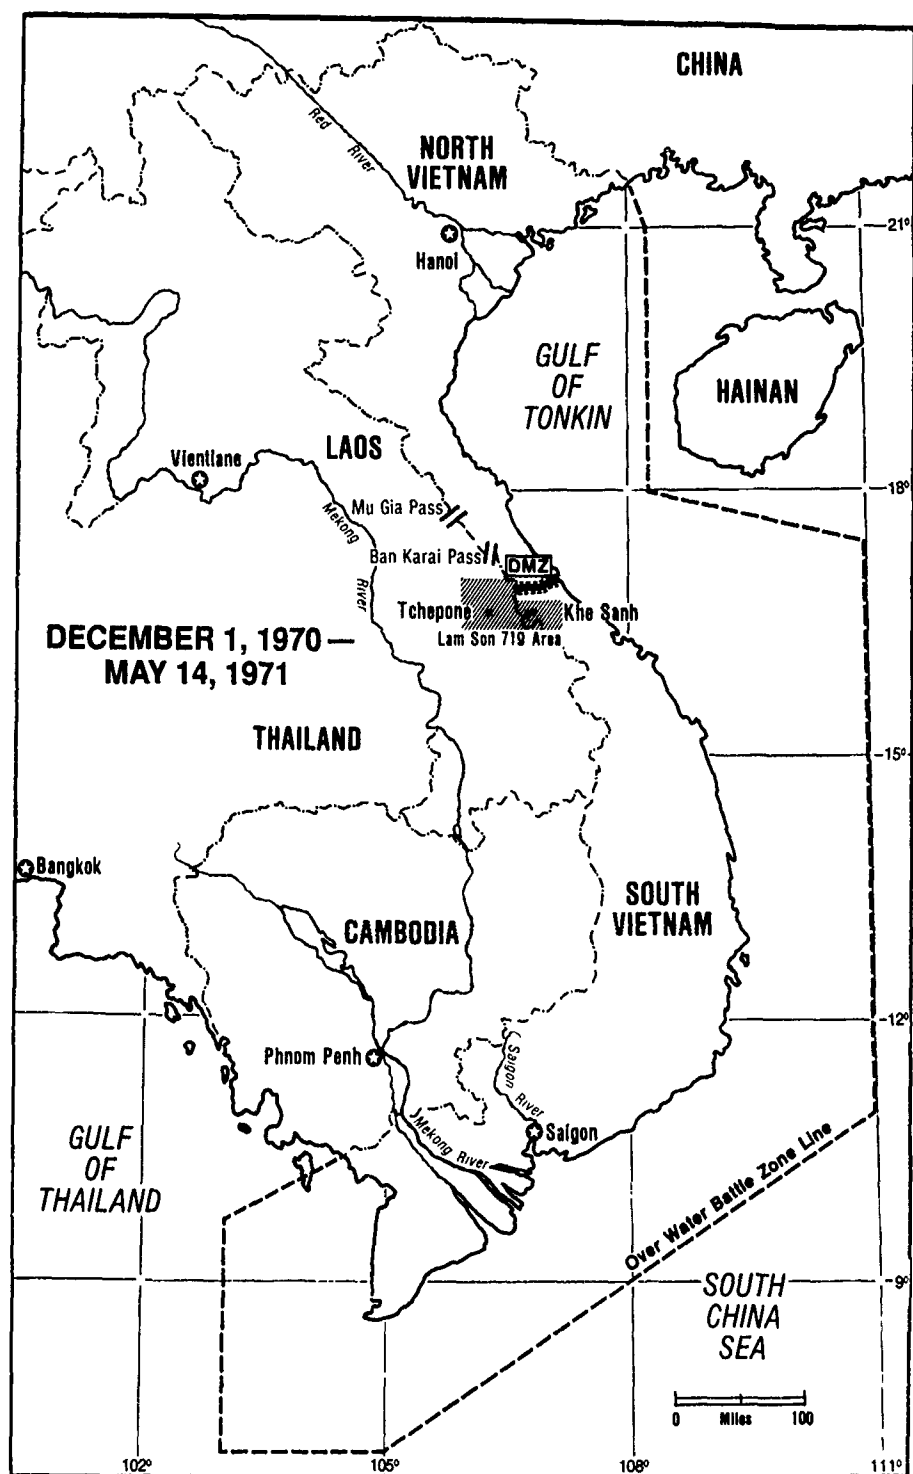 CHINA
Red
River
NORTH
VIETNAM
21°
Hanoi
GULF
OF
TONKIN
HAINAN
LAOS
Vientiane
18°
Mu Gia Pass
Mekong
River
Ban Karai Pass
DMZ
Tchepone
Khe Sanh
Lam Son 719 Area
DECEMBER 1, 1970—
MAY 14, 1971
THAILAND
15°
Bangkok
SOUTH
VIETNAM
CAMBODIA
12°
Phnom Penh
Saigon
River
Saigon
Mekong River
GULF
OF
THAILAND
Over Water Battle Zone Line
9°
SOUTH
CHINA
SEA
0 Miles 100
102° 105° 108° 111°